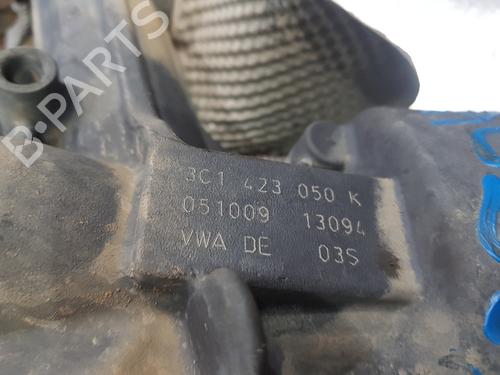 B-PARTS
3C1 423 050 K
051009 13094
VWA DE 03S